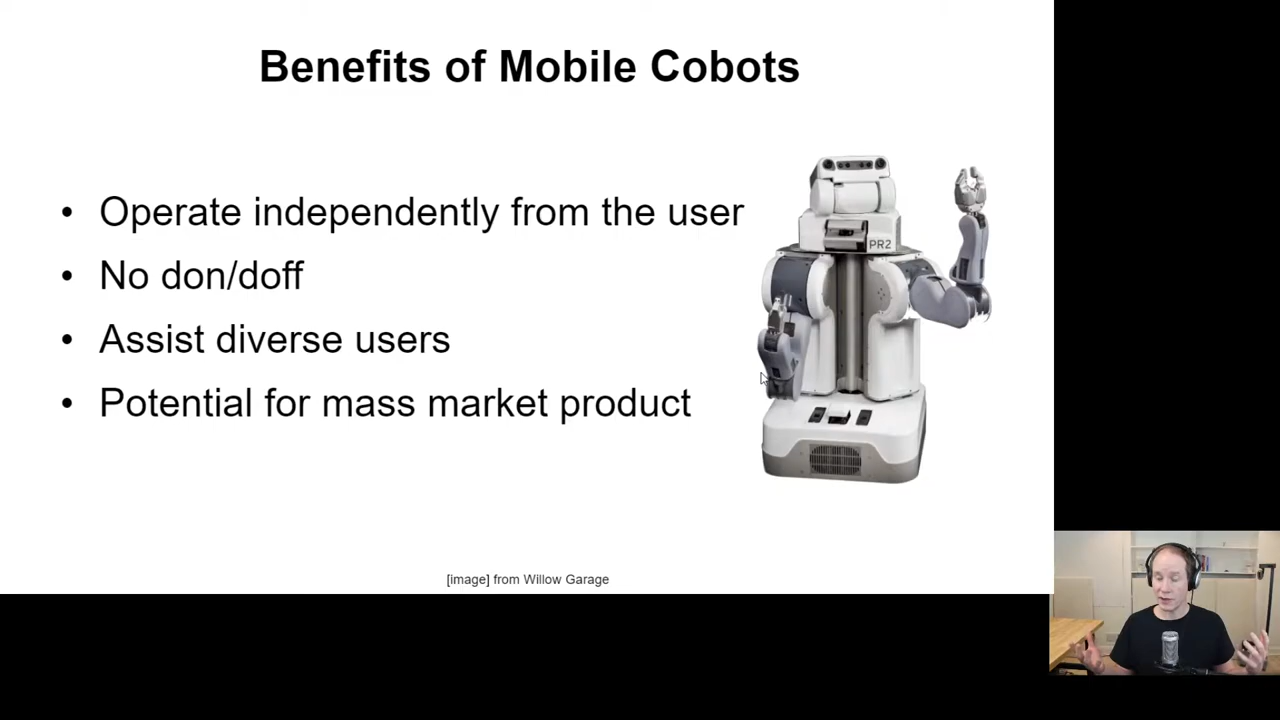 Benefits of Mobile Cobots
• Operate independently from the user
• No don/doff
• Assist diverse users
• Potential for mass market product
PR2
[image] from Willow Garage